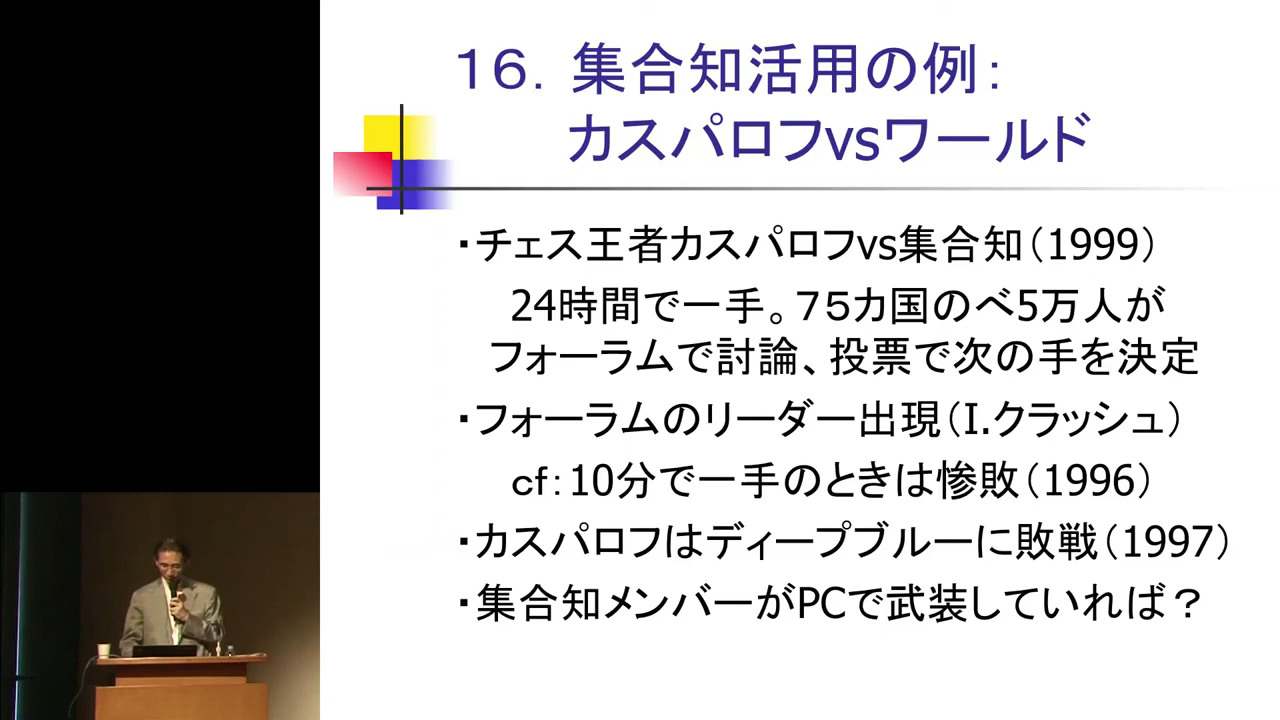 １６．集合知活用の例：
カスパロフvsワールド
・チェス王者カスパロフvs集合知（1999）
24時間で一手。７５カ国のべ5万人が
フォーラムで討論、投票で次の手を決定
・フォーラムのリーダー出現（I.クラッシュ）
ｃｆ：10分で一手のときは惨敗（1996）
・カスパロフはディープブルーに敗戦（1997）
・集合知メンバーがPCで武装していれば？